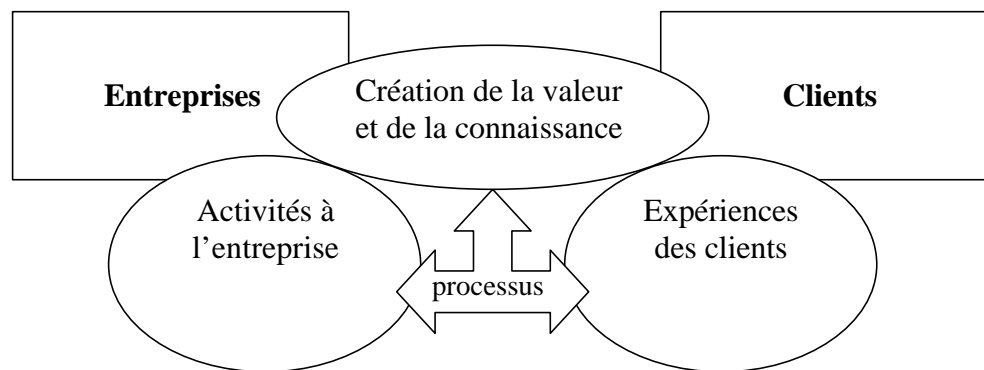 Entreprises
Création de la valeur
et de la connaissance
Clients
Activités à
l’entreprise
Expériences
des clients
processus